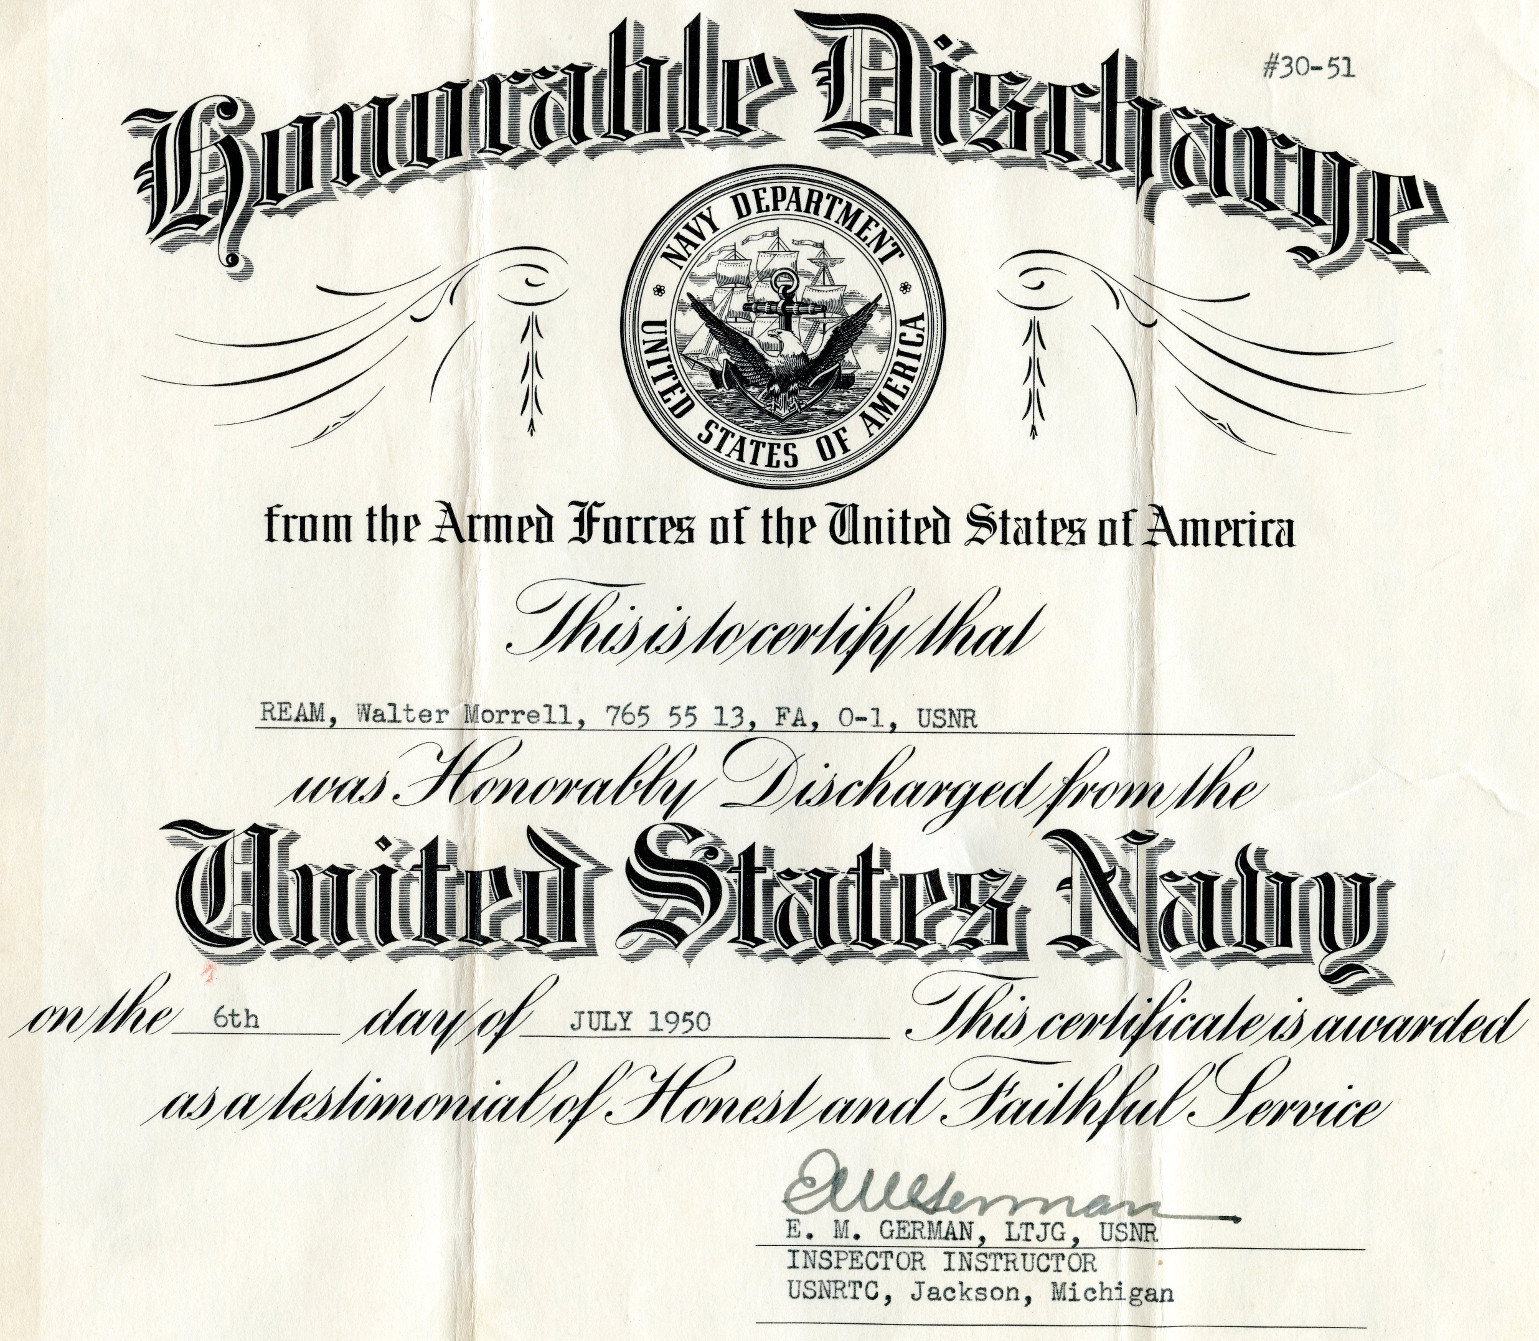 #30-51
Honorable Discharge
NAVY DEPARTMENT
UNITED STATES OF AMERICA
from the Armed Forces of the United States of America
This is to certify that
REAM, Walter Morrell, 765 55 13, FA, O-1, USNR
was Honorably Discharged from the
United States Navy
on the 6th day of JULY 1950 This certificate is awarded
as a testimonial of Honest and Faithful Service
E M German
E. M. GERMAN, LTJG, USNR
INSPECTOR INSTRUCTOR
USNRTC, Jackson, Michigan